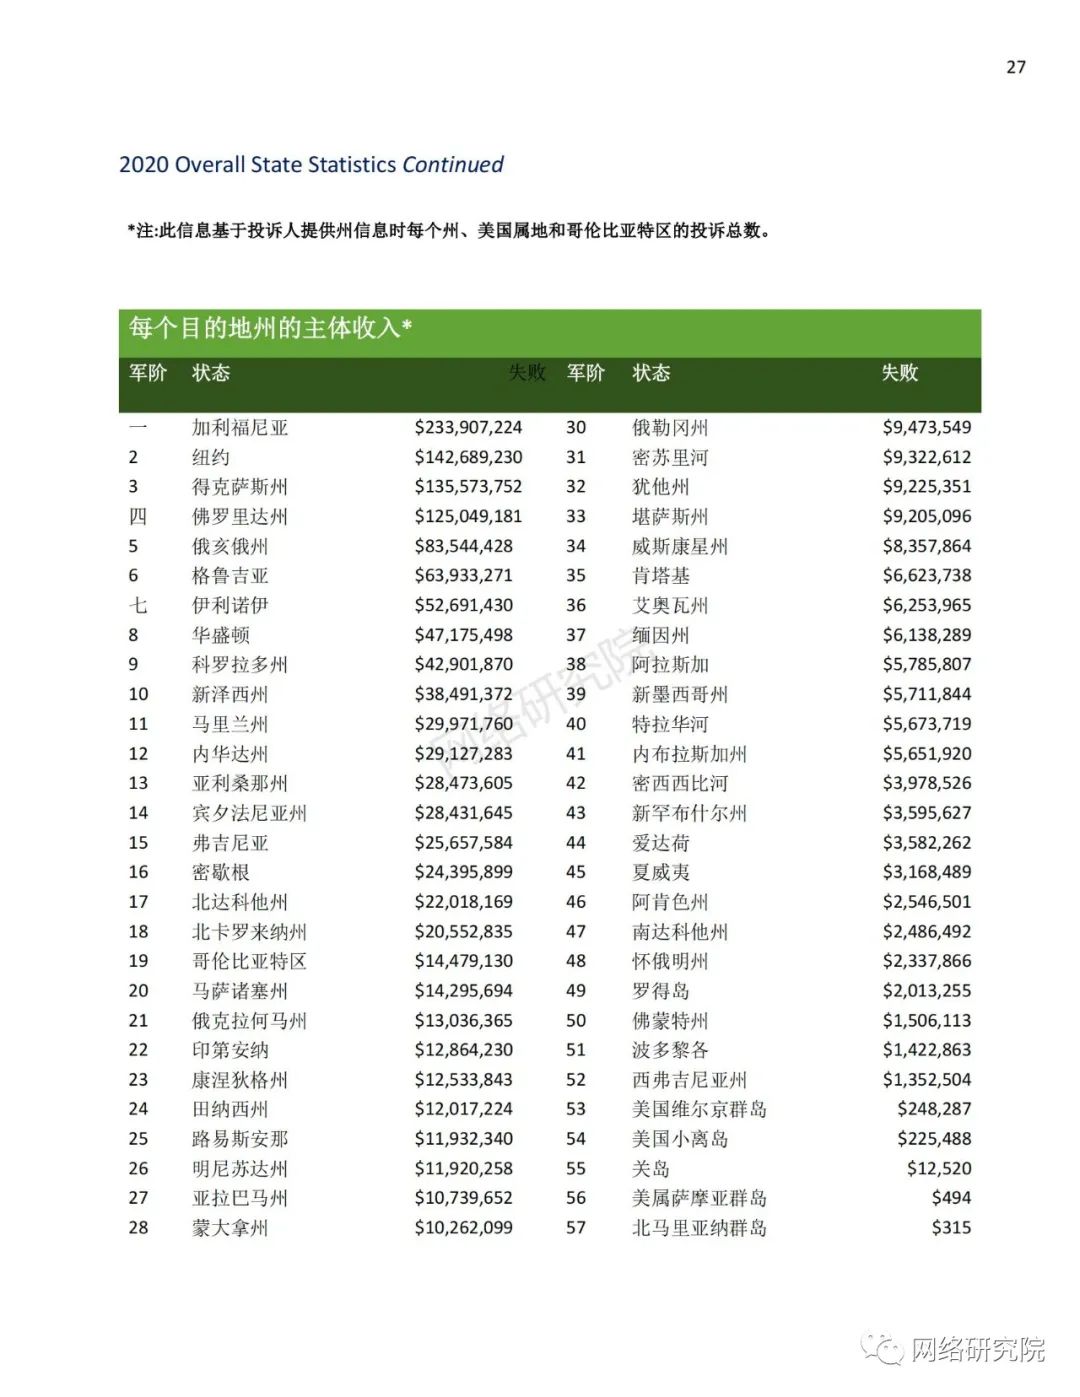 27
2020 Overall State Statistics Continued
*注:此信息基于投诉人提供州信息时每个州、美国属地和哥伦比亚特区的投诉总数。
每个目的地州的主体收入*
军阶 状态 失败 军阶 状态 失败
一 加利福尼亚 $233,907,224 30 俄勒冈州 $9,473,549
2 纽约 $142,689,230 31 密苏里河 $9,322,612
3 得克萨斯州 $135,573,752 32 犹他州 $9,225,351
四 佛罗里达州 $125,049,181 33 堪萨斯州 $9,205,096
5 俄亥俄州 $83,544,428 34 威斯康星州 $8,357,864
6 格鲁吉亚 $63,933,271 35 肯塔基 $6,623,738
七 伊利诺伊 $52,691,430 36 艾奥瓦州 $6,253,965
8 华盛顿 $47,175,498 37 缅因州 $6,138,289
9 科罗拉多州 $42,901,870 38 阿拉斯加 $5,785,807
10 新泽西州 $38,491,372 39 新墨西哥州 $5,711,844
11 马里兰州 $29,971,760 40 特拉华河 $5,673,719
12 内华达州 $29,127,283 41 内布拉斯加州 $5,651,920
13 亚利桑那州 $28,473,605 42 密西西比河 $3,978,526
14 宾夕法尼亚州 $28,431,645 43 新罕布什尔州 $3,595,627
15 弗吉尼亚 $25,657,584 44 爱达荷 $3,582,262
16 密歇根 $24,395,899 45 夏威夷 $3,168,489
17 北达科他州 $22,018,169 46 阿肯色州 $2,546,501
18 北卡罗来纳州 $20,552,835 47 南达科他州 $2,486,492
19 哥伦比亚特区 $14,479,130 48 怀俄明州 $2,337,866
20 马萨诸塞州 $14,295,694 49 罗得岛 $2,013,255
21 俄克拉何马州 $13,036,365 50 佛蒙特州 $1,506,113
22 印第安纳 $12,864,230 51 波多黎各 $1,422,863
23 康涅狄格州 $12,533,843 52 西弗吉尼亚州 $1,352,504
24 田纳西州 $12,017,224 53 美国维尔京群岛 $248,287
25 路易斯安那 $11,932,340 54 美国小离岛 $225,488
26 明尼苏达州 $11,920,258 55 关岛 $12,520
27 亚拉巴马州 $10,739,652 56 美属萨摩亚群岛 $494
28 蒙大拿州 $10,262,099 57 北马里亚纳群岛 $315
网络研究院
网络研究院